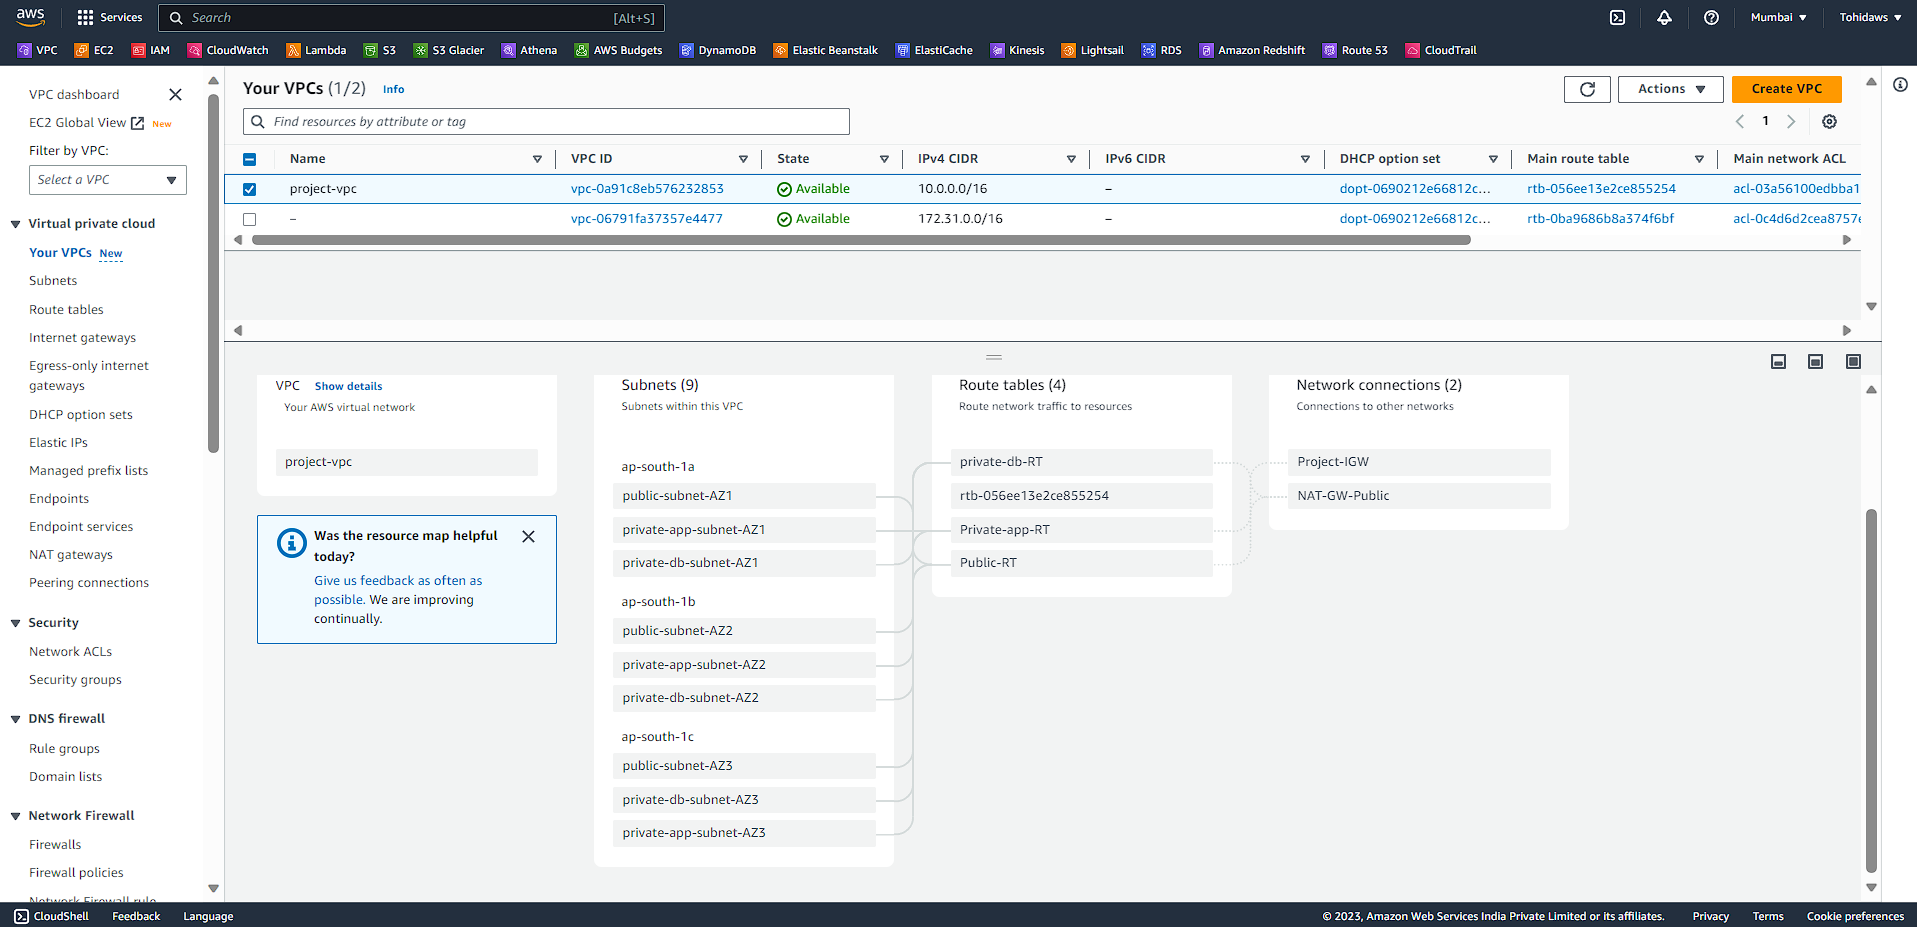 aws Services Search [Alt+S] Mumbai Tohidaws
VPC EC2 IAM CloudWatch Lambda S3 S3 Glacier Athena AWS Budgets DynamoDB Elastic Beanstalk ElastiCache Kinesis Lightsail RDS Amazon Redshift Route 53 CloudTrail
VPC dashboard
EC2 Global View New
Filter by VPC:
Select a VPC
Virtual private cloud
Your VPCs New
Subnets
Route tables
Internet gateways
Egress-only internet
gateways
DHCP option sets
Elastic IPs
Managed prefix lists
Endpoints
Endpoint services
NAT gateways
Peering connections
Security
Network ACLs
Security groups
DNS firewall
Rule groups
Domain lists
Network Firewall
Firewalls
Firewall policies
Network Firewall rule
Your VPCs (1/2) Info
Actions
Create VPC
Find resources by attribute or tag
1
Name VPC ID State IPv4 CIDR IPv6 CIDR DHCP option set Main route table Main network ACL
project-vpc vpc-0a91c8eb576232853 Available 10.0.0.0/16 – dopt-0690212e66812c... rtb-056ee13e2ce855254 acl-03a56100edbba1
– vpc-06791fa37357e4477 Available 172.31.0.0/16 – dopt-0690212e66812c... rtb-0ba9686b8a374f6bf acl-0c4d6d2cea8757e
VPC Show details
Your AWS virtual network
project-vpc
Was the resource map helpful
today?
Give us feedback as often as
possible. We are improving
continually.
Subnets (9)
Subnets within this VPC
ap-south-1a
public-subnet-AZ1
private-app-subnet-AZ1
private-db-subnet-AZ1
ap-south-1b
public-subnet-AZ2
private-app-subnet-AZ2
private-db-subnet-AZ2
ap-south-1c
public-subnet-AZ3
private-db-subnet-AZ3
private-app-subnet-AZ3
Route tables (4)
Route network traffic to resources
private-db-RT
rtb-056ee13e2ce855254
Private-app-RT
Public-RT
Network connections (2)
Connections to other networks
Project-IGW
NAT-GW-Public
CloudShell Feedback Language © 2023, Amazon Web Services India Private Limited or its affiliates. Privacy Terms Cookie preferences